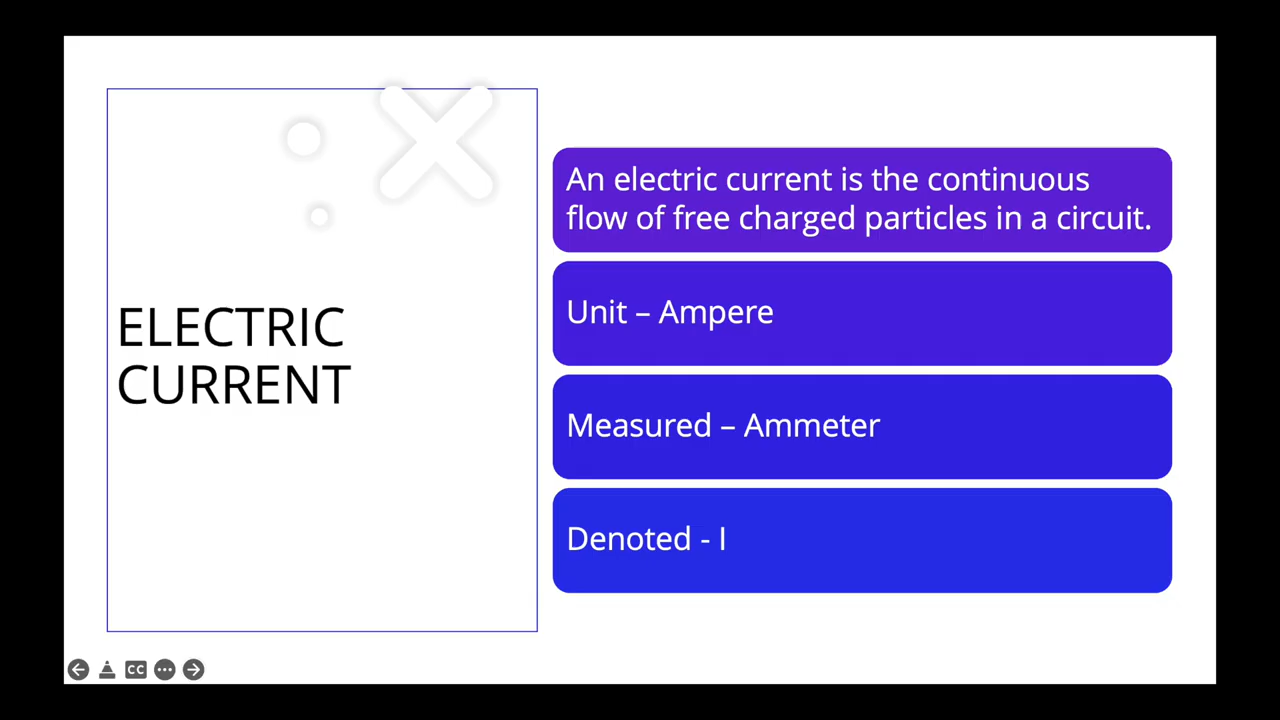 ELECTRIC
CURRENT
An electric current is the continuous
flow of free charged particles in a circuit.
Unit – Ampere
Measured – Ammeter
Denoted - I
CC